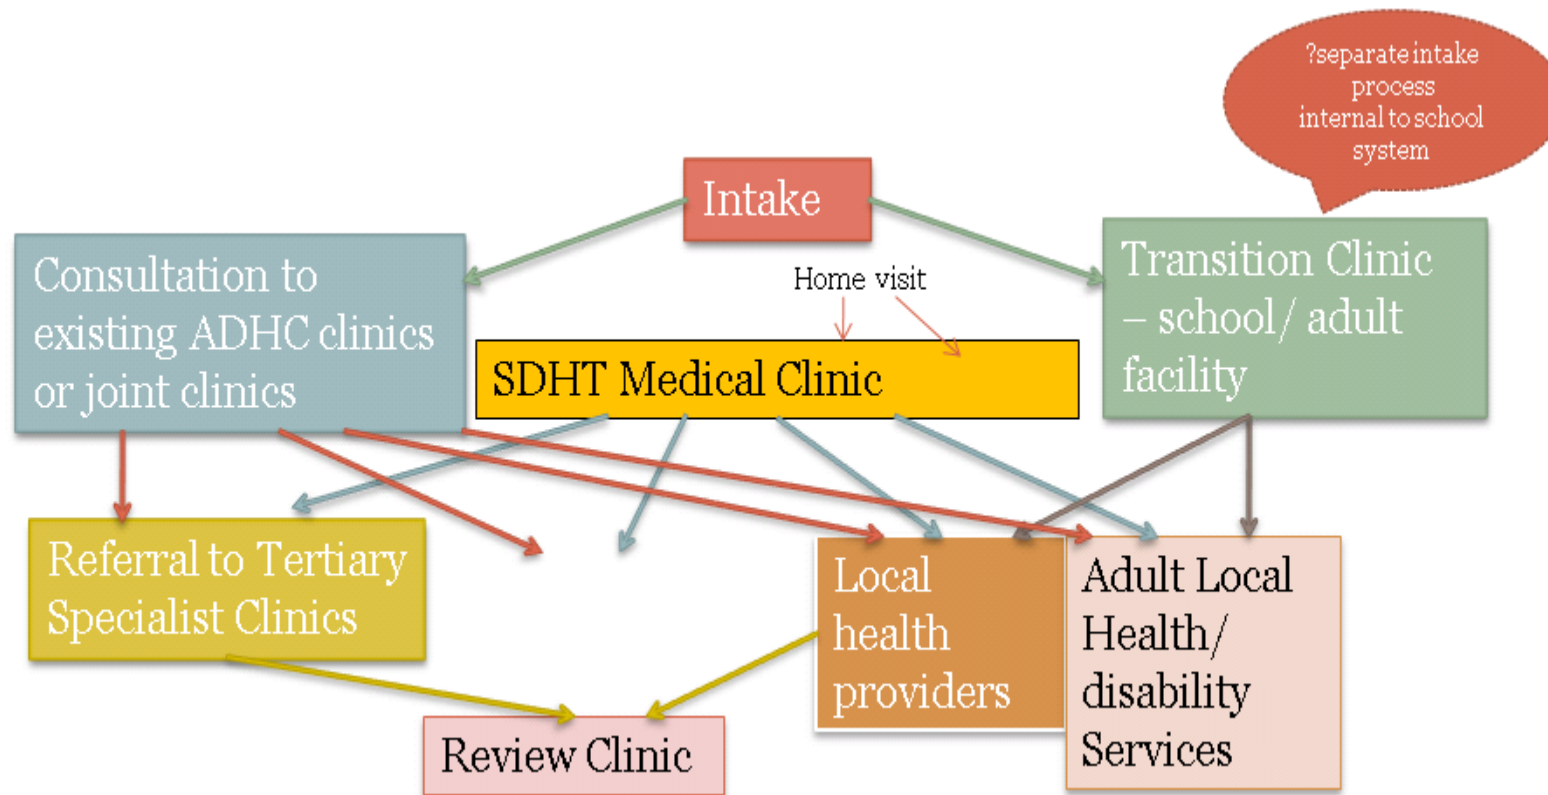 ?separate intake
process
internal to school
system
Intake
Consultation to
existing ADHC clinics
or joint clinics
Home visit
Transition Clinic
– school/ adult
facility
SDHT Medical Clinic
Referral to Tertiary
Specialist Clinics
Local
health
providers
Adult Local
Health/
disability
Services
Review Clinic